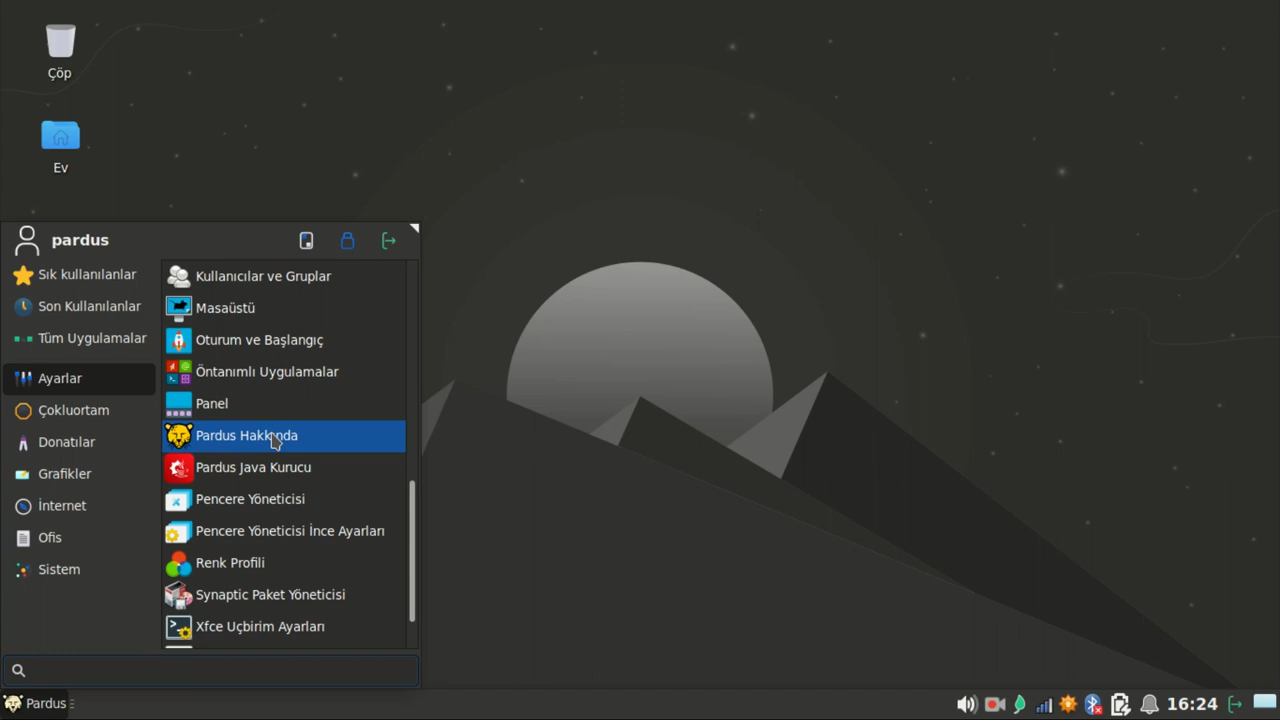 Çöp
Ev
pardus
Sık kullanılanlar
Son Kullanılanlar
Tüm Uygulamalar
Ayarlar
Çokluortam
Donatılar
Grafikler
İnternet
Ofis
Sistem
Kullanıcılar ve Gruplar
Masaüstü
Oturum ve Başlangıç
Öntanımlı Uygulamalar
Panel
Pardus Hakkında
Pardus Java Kurucu
Pencere Yöneticisi
Pencere Yöneticisi İnce Ayarları
Renk Profili
Synaptic Paket Yöneticisi
Xfce Uçbirim Ayarları
Pardus
16:24